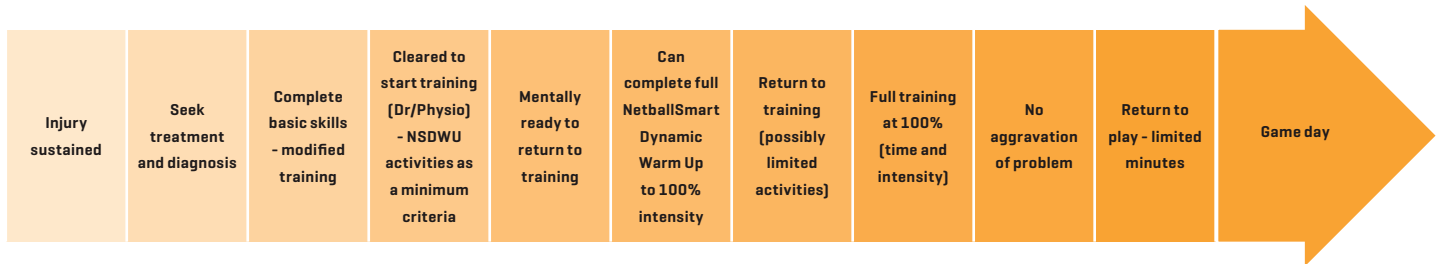 Injury
sustained
Seek
treatment
and diagnosis
Complete
basic skills
- modified
training
Cleared to
start training
(Dr/Physio)
- NSDWU
activities as
a minimum
criteria
Mentally
ready to
return to
training
Can
complete full
NetballSmart
Dynamic
Warm Up
to 100%
intensity
Return to
training
(possibly
limited
activities)
Full training
at 100%
(time and
intensity)
No
aggravation
of problem
Return to
play - limited
minutes
Game day